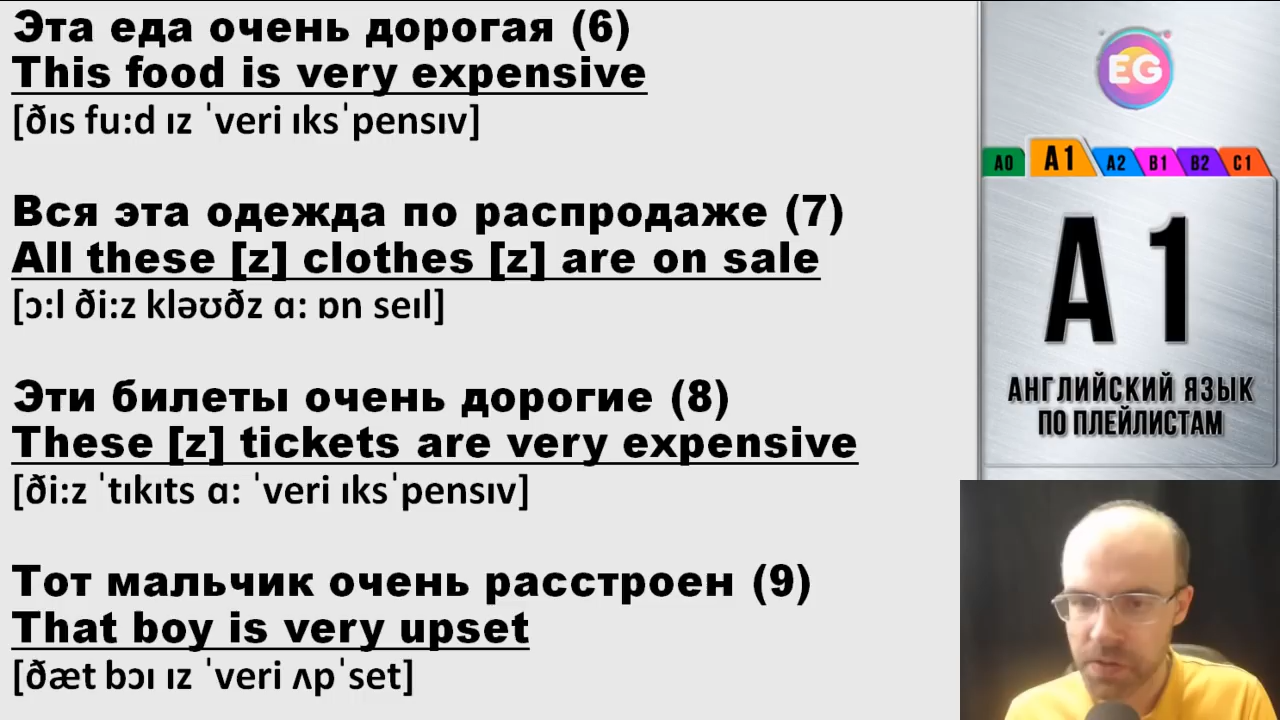 Эта еда очень дорогая (6)
This food is very expensive
[ðɪs fu:d ɪz ˈveri ɪksˈpensɪv]
Вся эта одежда по распродаже (7)
All these [z] clothes [z] are on sale
[ɔ:l ði:z kləʊðz ɑ: ɒn seɪl]
Эти билеты очень дорогие (8)
These [z] tickets are very expensive
[ði:z ˈtɪkɪts ɑ: ˈveri ɪksˈpensɪv]
Тот мальчик очень расстроен (9)
That boy is very upset
[ðæt bɔɪ ɪz ˈveri ʌpˈset]
EG
A0 A1 A2 B1 B2 C1
A1
АНГЛИЙСКИЙ ЯЗЫК
ПО ПЛЕЙЛИСТАМ